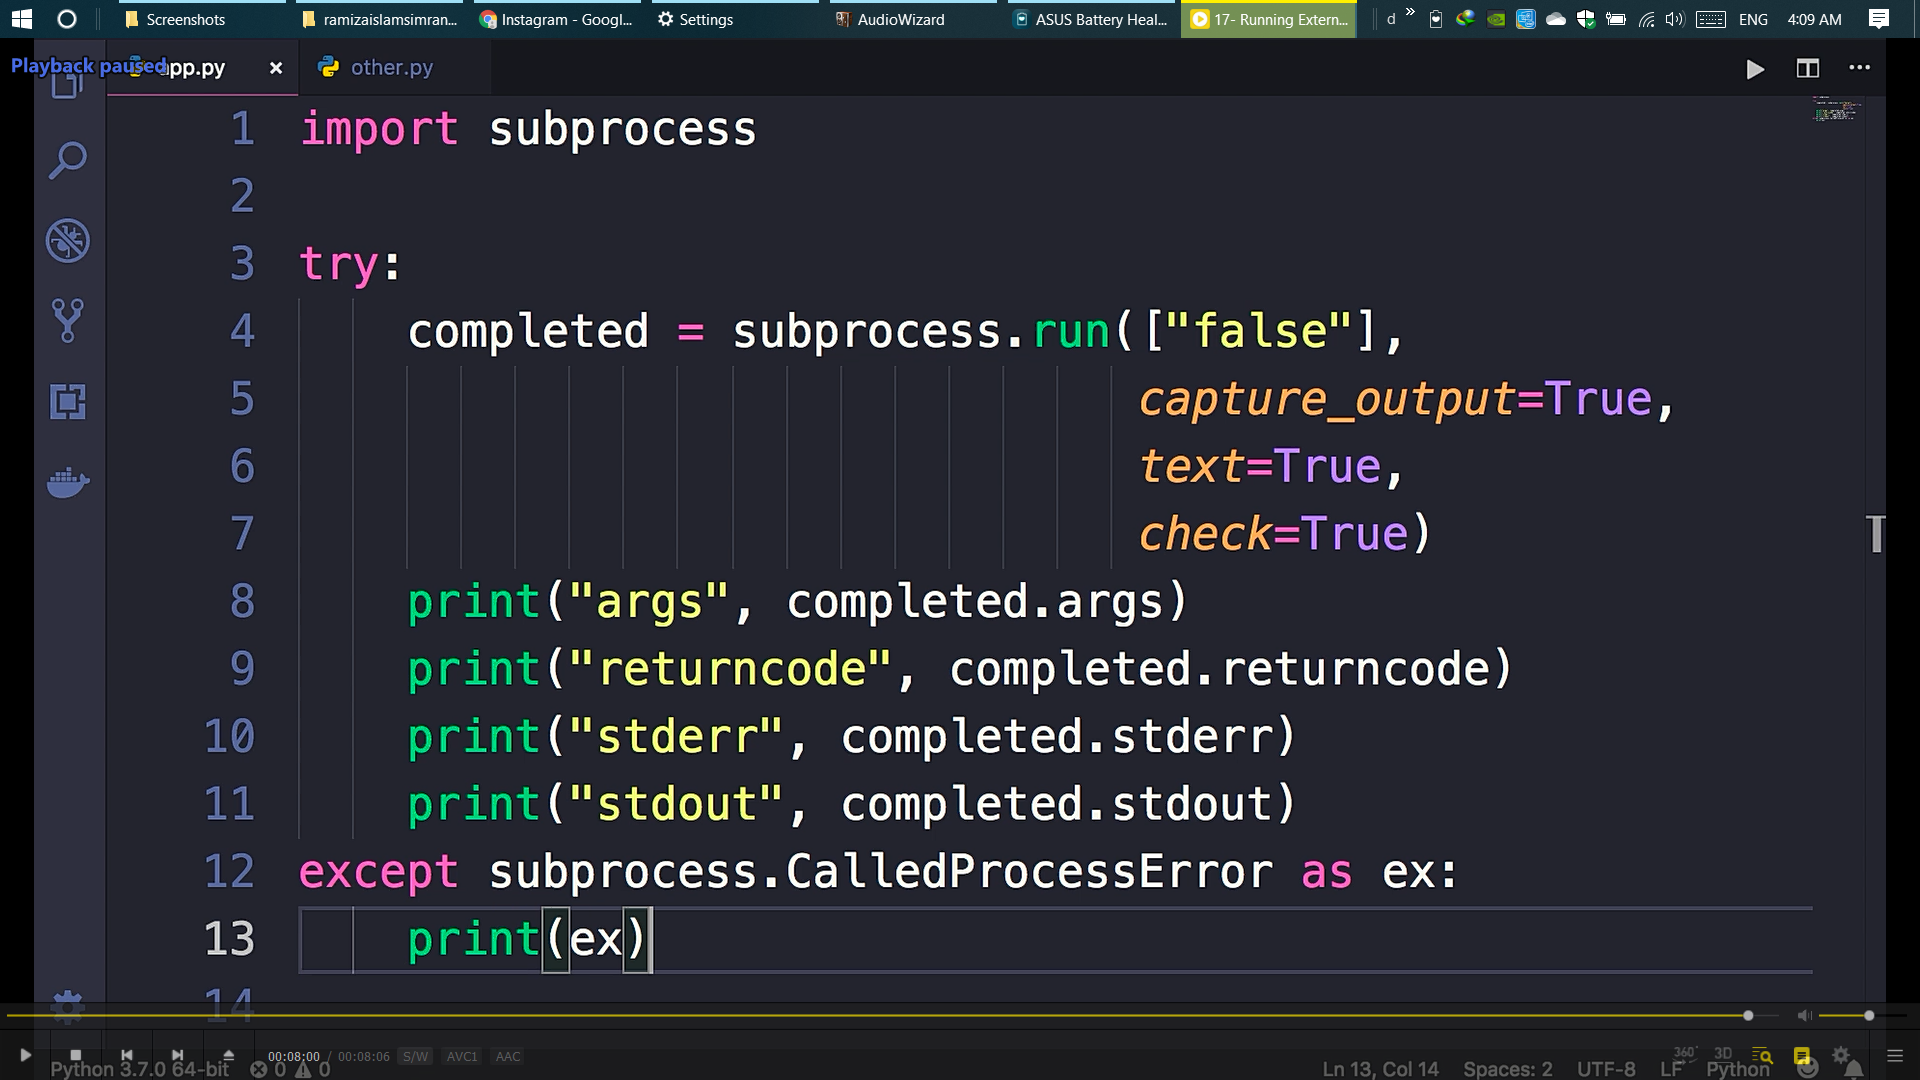 Screenshots
ramizaislamsimran,...
Instagram - Googl...
Settings
AudioWizard
ASUS Battery Heal...
17- Running Extern...
d
»
ENG
4:09 AM
Playback paused
app.py
×
other.py
1 import subprocess
2
3 try:
4 completed = subprocess.run(["false"],
5 capture_output=True,
6 text=True,
7 check=True)
8 print("args", completed.args)
9 print("returncode", completed.returncode)
10 print("stderr", completed.stderr)
11 print("stdout", completed.stdout)
12 except subprocess.CalledProcessError as ex:
13 print(ex)
14
00:08:00 / 00:08:06 S/W AVC1 AAC
360° 3D
Python 3.7.0 64-bit 0 0
Ln 13, Col 14 Spaces: 2 UTF-8 LF Python